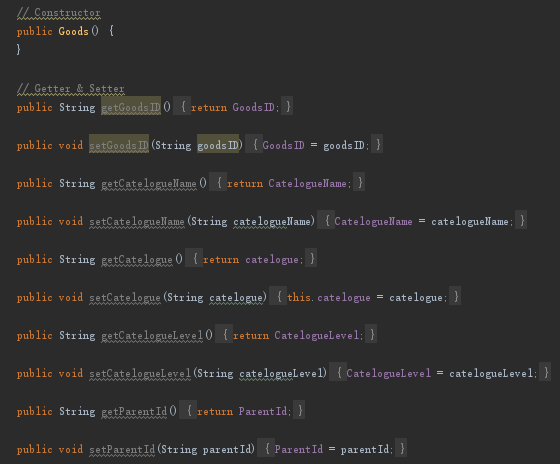 // Constructor
public Goods() {
}
// Getter & Setter
public String getGoodsID() { return GoodsID; }
public void setGoodsID(String goodsID) { GoodsID = goodsID; }
public String getCatelogueName() { return CatelogueName; }
public void setCatelogueName(String catelogueName) { CatelogueName = catelogueName; }
public String getCatelogue() { return catelogue; }
public void setCatelogue(String catelogue) { this.catelogue = catelogue; }
public String getCatelogueLevel() { return CatelogueLevel; }
public void setCatelogueLevel(String catelogueLevel) { CatelogueLevel = catelogueLevel; }
public String getParentId() { return ParentId; }
public void setParentId(String parentId) { ParentId = parentId; }